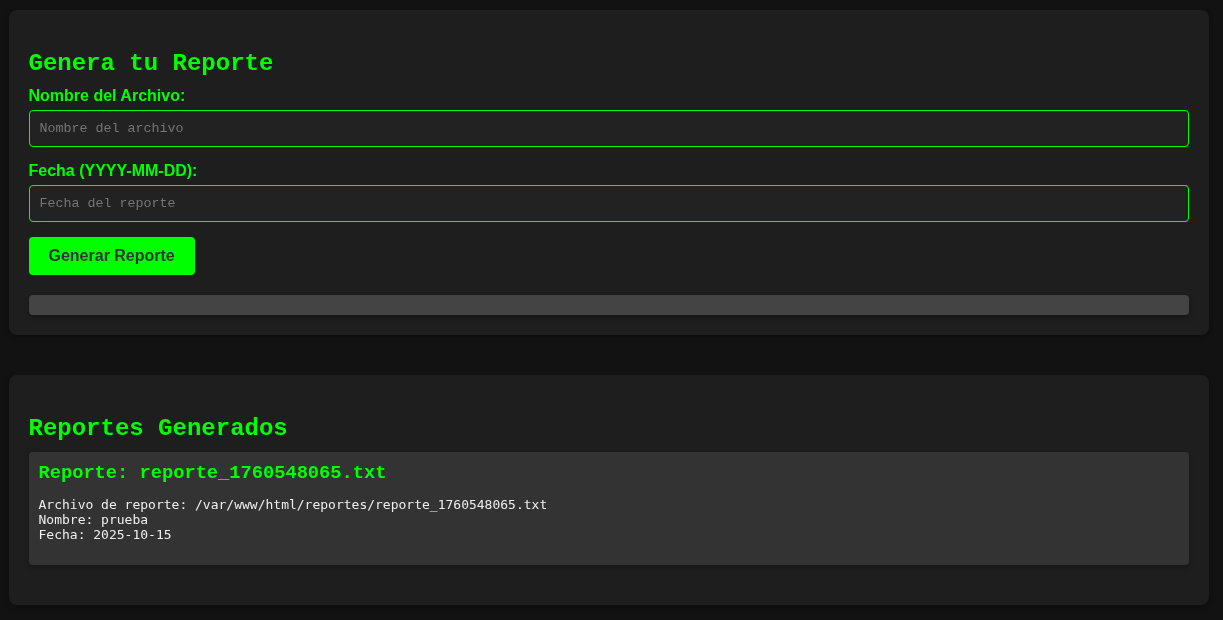 Genera tu Reporte
Nombre del Archivo:
Nombre del archivo
Fecha (YYYY-MM-DD):
Fecha del reporte
Generar Reporte
Reportes Generados
Reporte: reporte_1760548065.txt
Archivo de reporte: /var/www/html/reportes/reporte_1760548065.txt
Nombre: prueba
Fecha: 2025-10-15